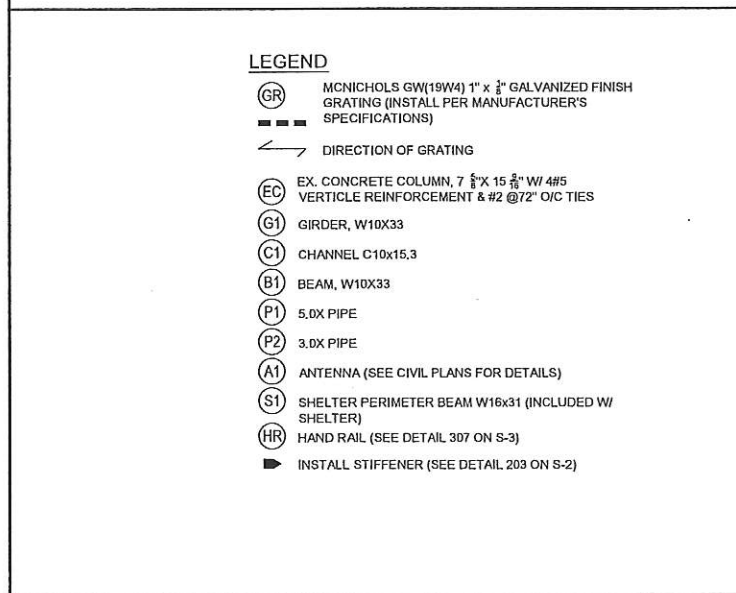 LEGEND
GR MCNICHOLS GW(19W4) 1" x 1/8" GALVANIZED FINISH
GRATING (INSTALL PER MANUFACTURER'S
SPECIFICATIONS)
DIRECTION OF GRATING
EC EX. CONCRETE COLUMN, 7 5/8"X 15 9/16" W/ 4#5
VERTICLE REINFORCEMENT & #2 @72" O/C TIES
G1 GIRDER, W10X33
C1 CHANNEL C10x15.3
B1 BEAM, W10X33
P1 5.0X PIPE
P2 3.0X PIPE
A1 ANTENNA (SEE CIVIL PLANS FOR DETAILS)
S1 SHELTER PERIMETER BEAM W16x31 (INCLUDED W/
SHELTER)
HR HAND RAIL (SEE DETAIL 307 ON S-3)
INSTALL STIFFENER (SEE DETAIL 203 ON S-2)